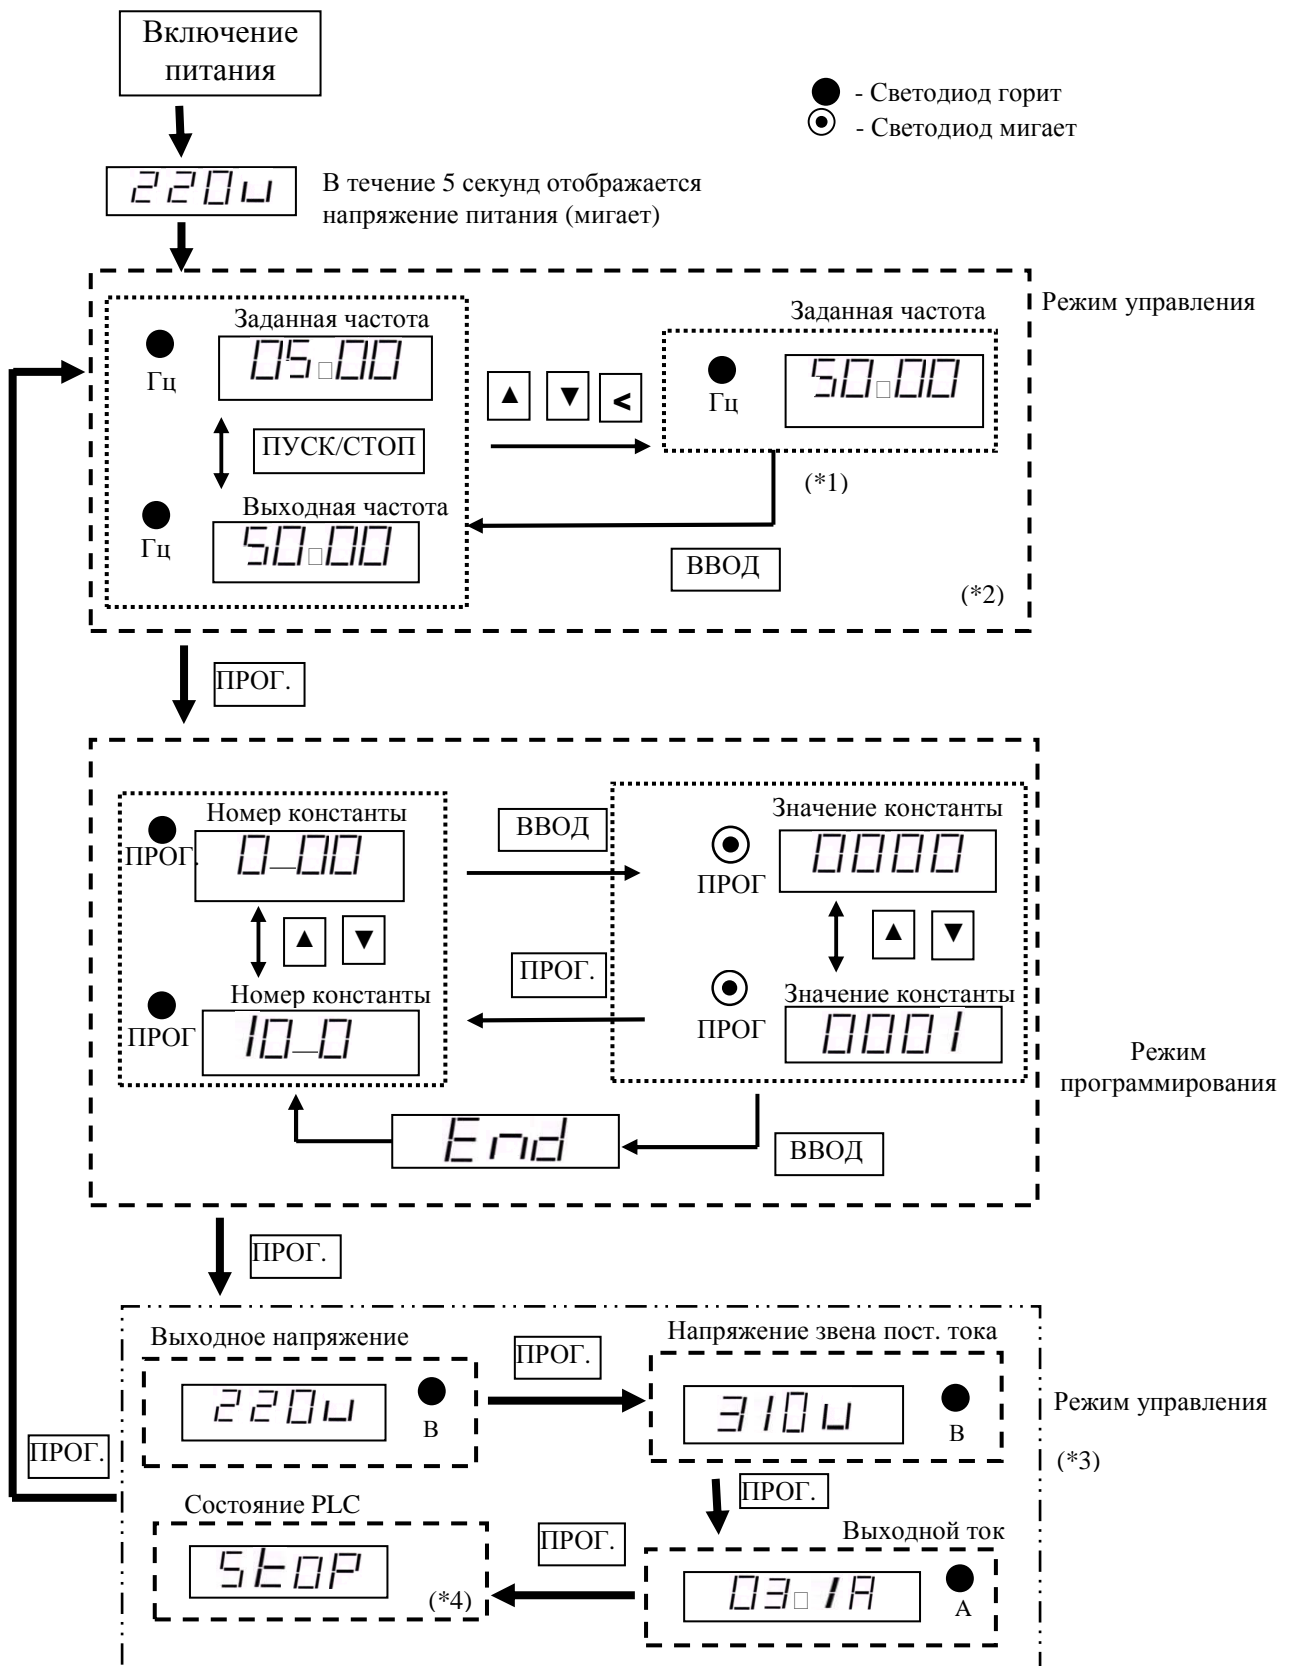 Включение
питания
- Светодиод горит
- Светодиод мигает
220u
В течение 5 секунд отображается
напряжение питания (мигает)
Режим управления
Заданная частота
05.00
Гц
▲ ▼ <
Заданная частота
50.00
Гц
ПУСК/СТОП
(*1)
Выходная частота
50.00
Гц
ВВОД
(*2)
ПРОГ.
Номер константы
0—00
ПРОГ.
ВВОД
Значение константы
0000
ПРОГ
▲ ▼
ПРОГ.
▲ ▼
Номер константы
10—0
ПРОГ
Значение константы
0001
ПРОГ
Режим
программирования
End
ВВОД
ПРОГ.
Выходное напряжение
220u
В
ПРОГ.
Напряжение звена пост. тока
310u
В
Режим управления
(*3)
ПРОГ.
ПРОГ.
Состояние PLC
StoP
(*4)
ПРОГ.
Выходной ток
03.1A
А